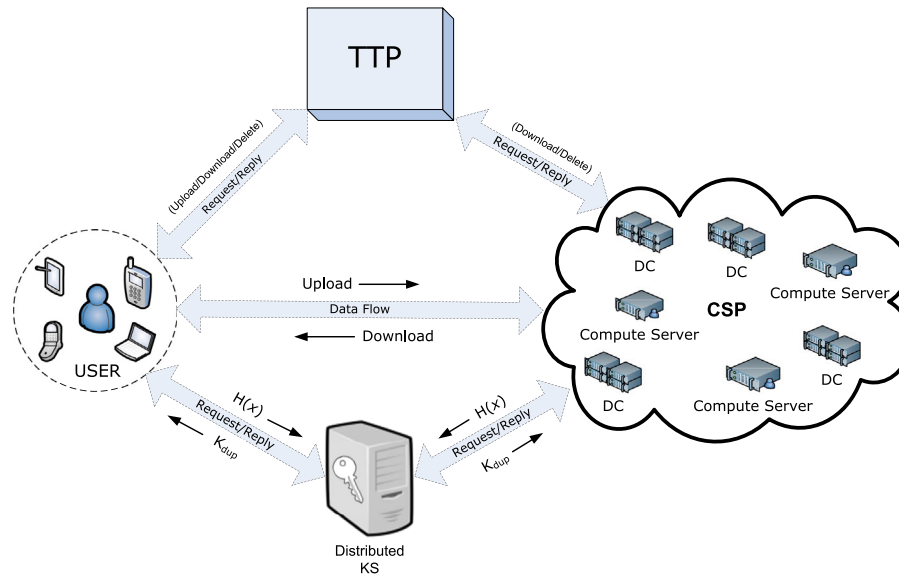 TTP
(Upload/Download/Delete)
Request/Reply
(Download/Delete)
Request/Reply
DC
DC
Compute Server
Upload
Data Flow
Download
CSP
Compute Server
DC
Compute Server
DC
USER
H(x)
Request/Reply
Kdup
H(x)
Request/Reply
Kdup
Distributed
KS